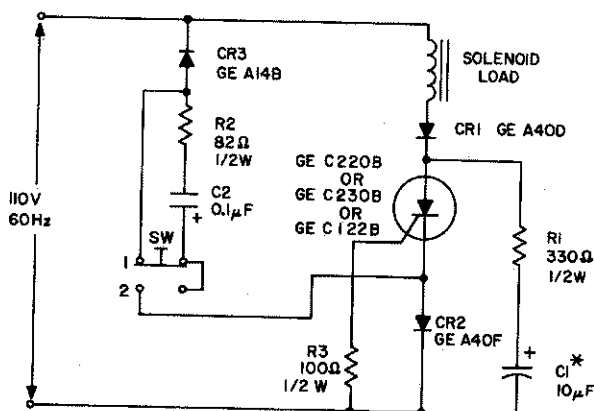 CR3
GE A14B
SOLENOID
LOAD
CR1 GE A40D
R2
82Ω
1/2W
GE C220B
OR
GE C230B
OR
GE C122B
C2
0.1μF
+
110V
60Hz
SW
1
2
R1
330Ω
1/2W
CR2
GE A40F
R3
100Ω
1/2 W
+
C1*
10μF